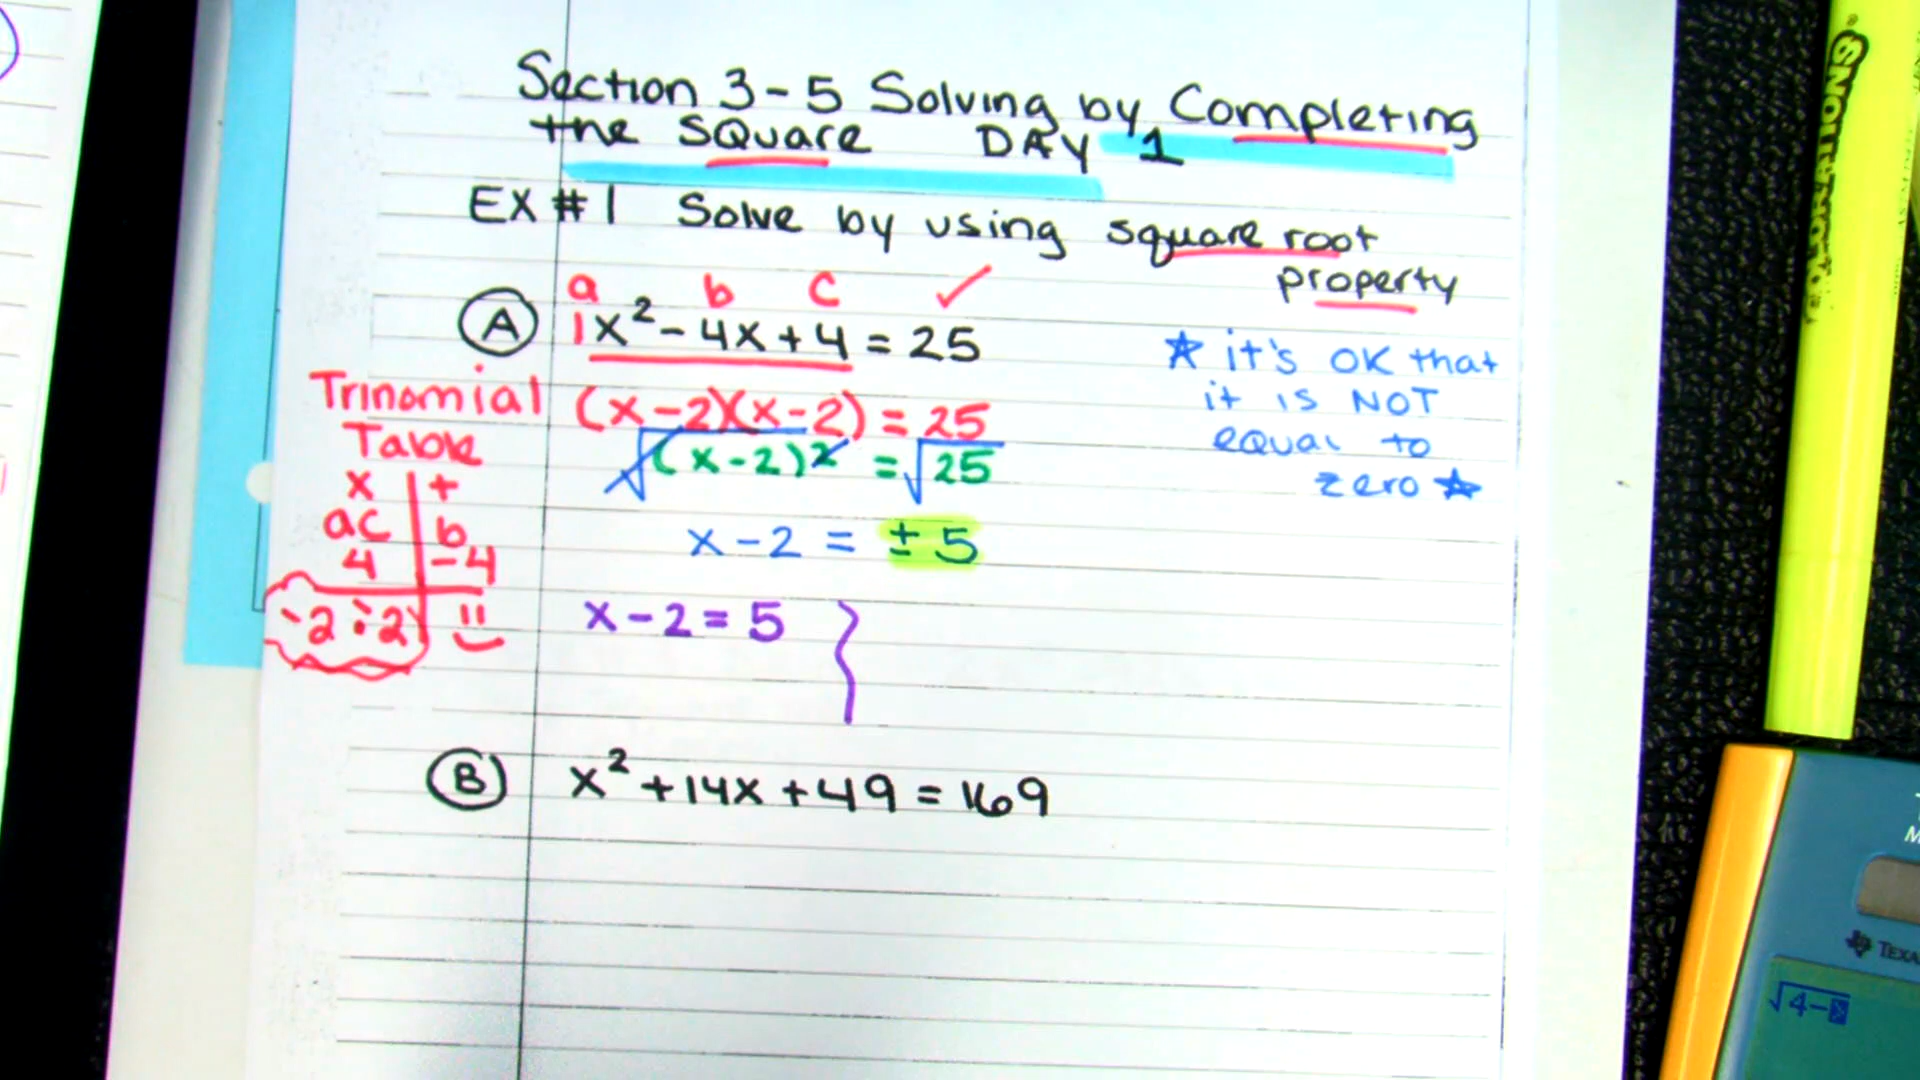 Section 3-5 Solving by Completing
the Square DAY 1
EX #1 Solve by using square root
property
a b c ✓
A 1x² - 4x + 4 = 25
★ it's OK that
it is NOT
equal to
zero ★
Trinomial
Table
x +
ac b
4 -4
-2 · -2
(x-2)(x-2) = 25
√(x-2)² = √25
x - 2 = ± 5
x - 2 = 5
B x² + 14x + 49 = 169
√4-